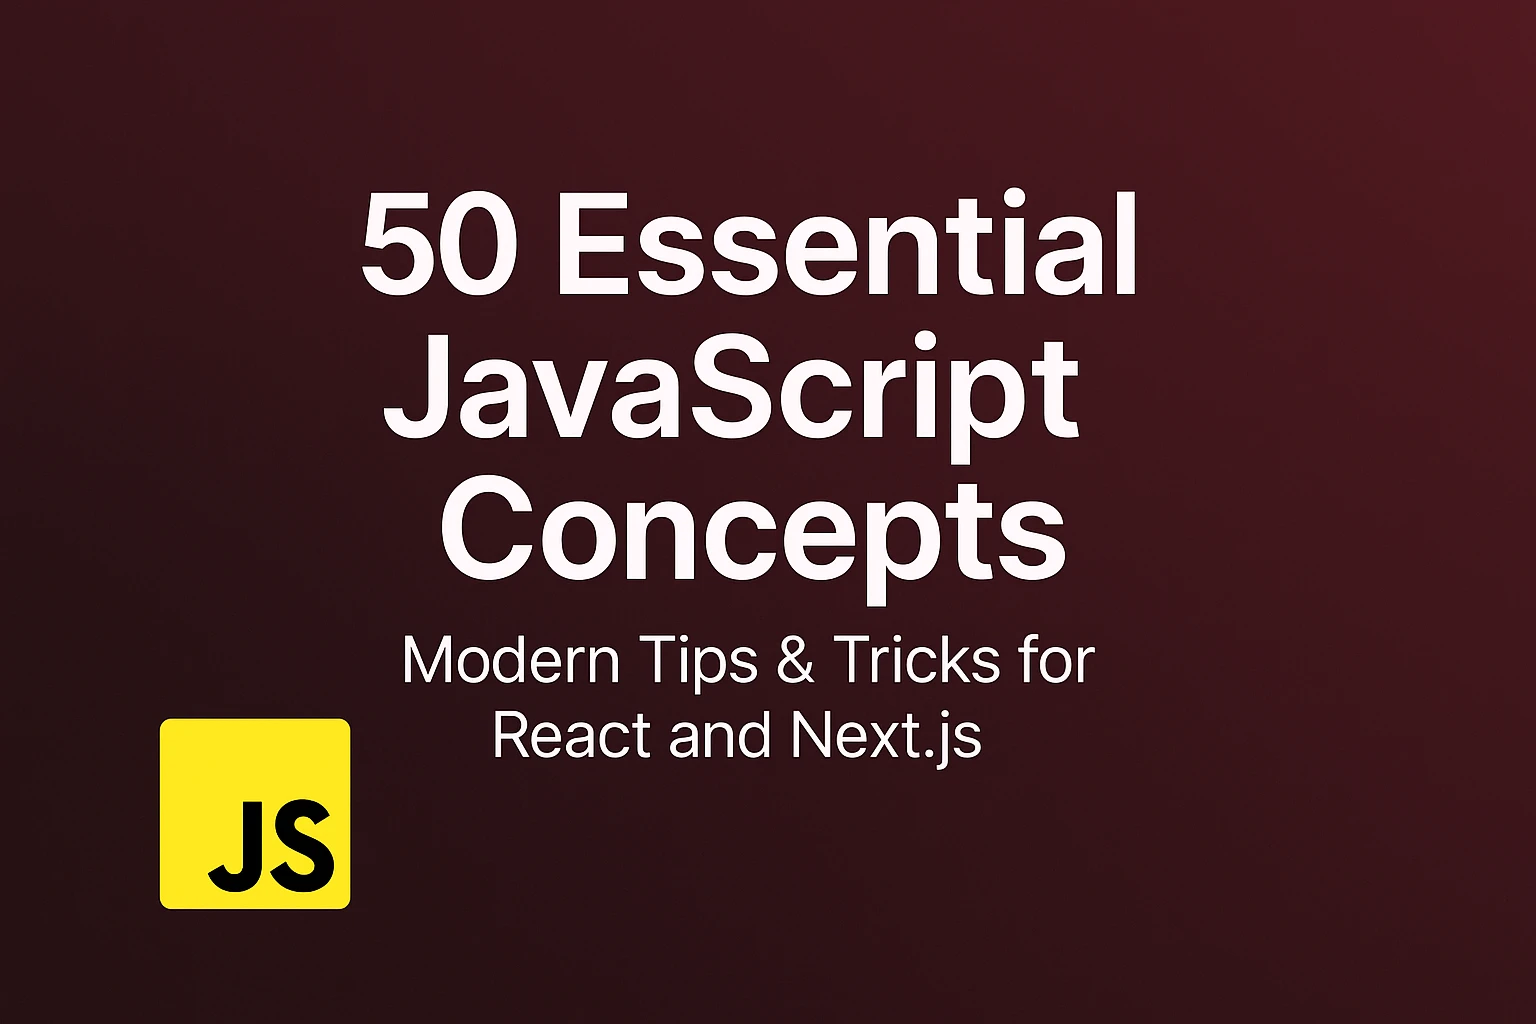 50 Essential
JavaScript
Concepts
Modern Tips & Tricks for
React and Next.js
JS